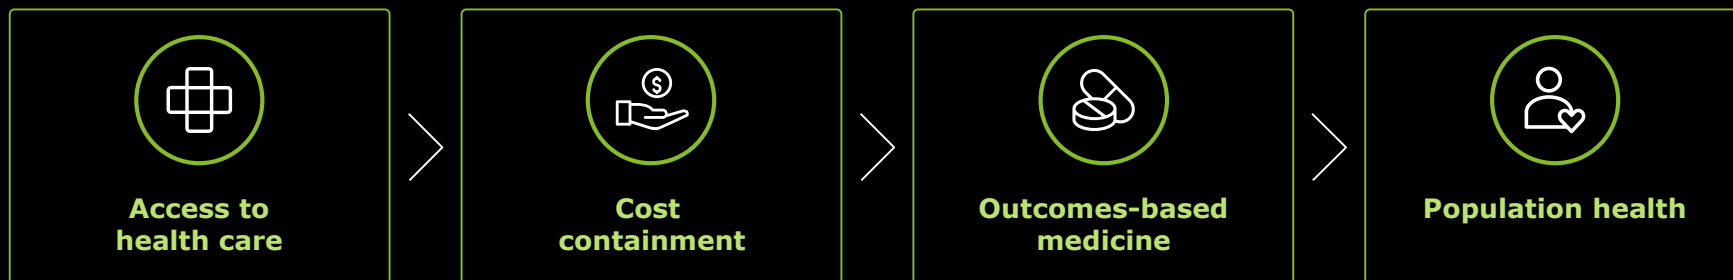 Access to
health care
Cost
containment
Outcomes-based
medicine
Population health